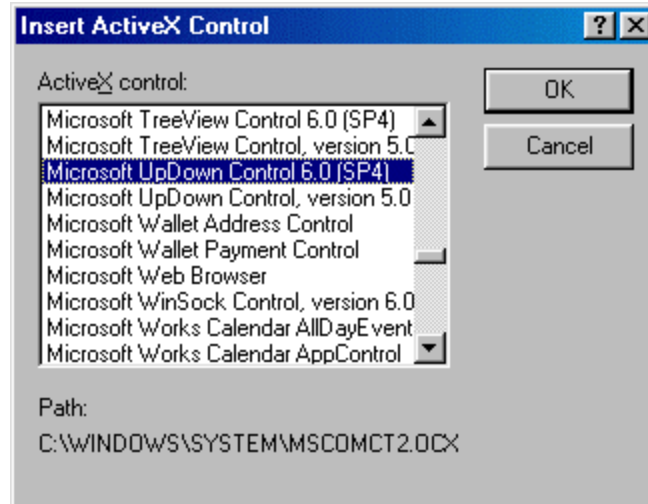 Insert ActiveX Control
ActiveX control:
OK
Microsoft TreeView Control 6.0 (SP4)
Microsoft TreeView Control, version 5.0
Cancel
Microsoft UpDown Control 6.0 (SP4)
Microsoft UpDown Control, version 5.0
Microsoft Wallet Address Control
Microsoft Wallet Payment Control
Microsoft Web Browser
Microsoft WinSock Control, version 6.0
Microsoft Works Calendar AllDayEvent
Microsoft Works Calendar AppControl
Path:
C:\WINDOWS\SYSTEM\MSCOMCT2.OCX